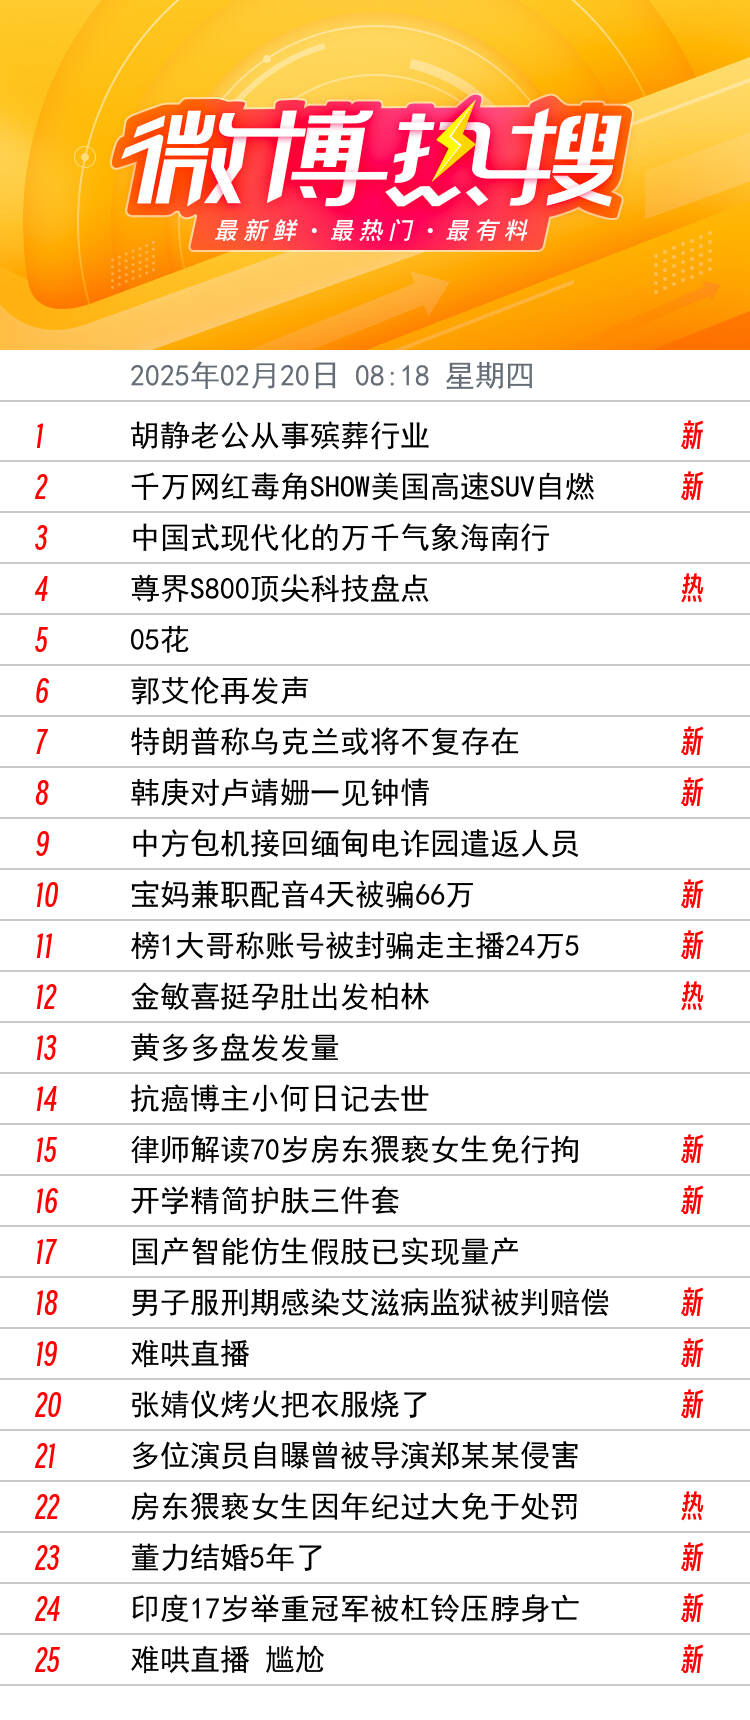 微博热搜
最新鲜·最热门·最有料
2025年02月20日 08:18 星期四
1 胡静老公从事殡葬行业 新
2 千万网红毒角SHOW美国高速SUV自燃 新
3 中国式现代化的万千气象海南行
4 尊界S800顶尖科技盘点 热
5 05花
6 郭艾伦再发声
7 特朗普称乌克兰或将不复存在 新
8 韩庚对卢靖姗一见钟情 新
9 中方包机接回缅甸电诈园遣返人员
10 宝妈兼职配音4天被骗66万 新
11 榜1大哥称账号被封骗走主播24万5 新
12 金敏喜挺孕肚出发柏林 热
13 黄多多盘发发量
14 抗癌博主小何日记去世
15 律师解读70岁房东猥亵女生免行拘 新
16 开学精简护肤三件套 新
17 国产智能仿生假肢已实现量产
18 男子服刑期感染艾滋病监狱被判赔偿 新
19 难哄直播 新
20 张婧仪烤火把衣服烧了 新
21 多位演员自曝曾被导演郑某某侵害
22 房东猥亵女生因年纪过大免于处罚 热
23 董力结婚5年了 新
24 印度17岁举重冠军被杠铃压脖身亡 新
25 难哄直播 尴尬 新